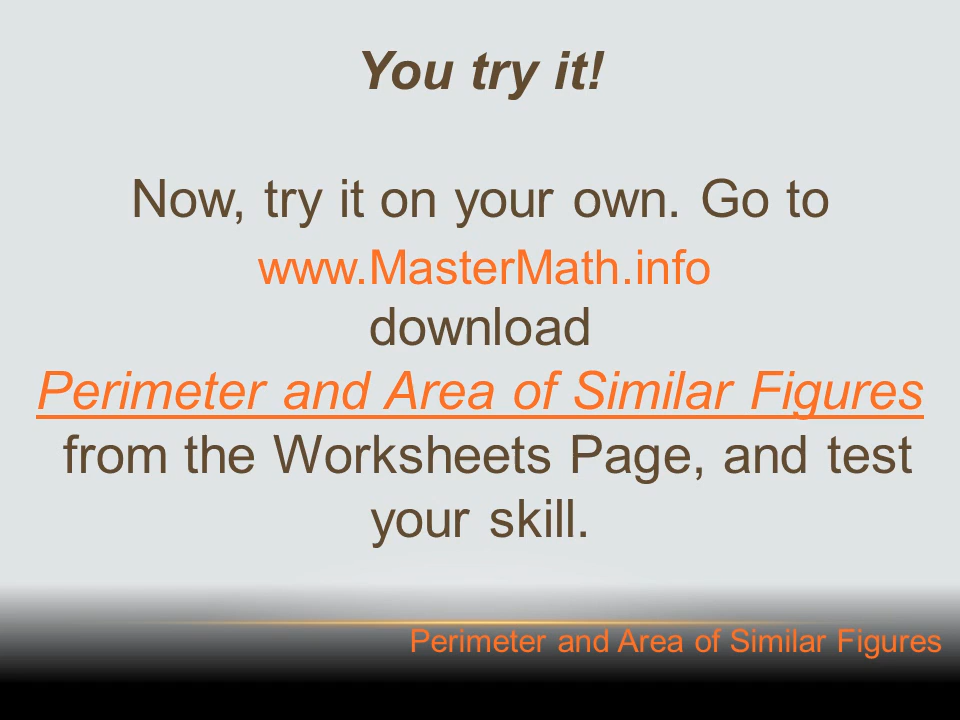 You try it!
Now, try it on your own. Go to
www.MasterMath.info
download
Perimeter and Area of Similar Figures
from the Worksheets Page, and test
your skill.
Perimeter and Area of Similar Figures